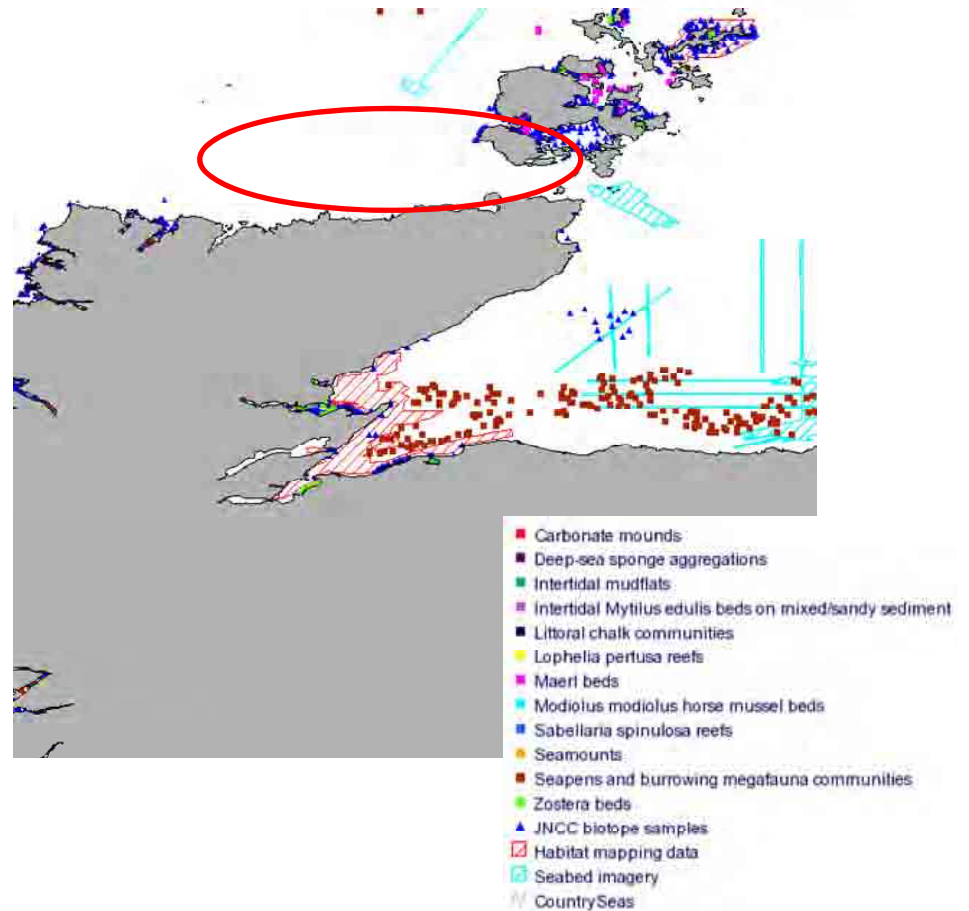 Carbonate mounds
Deep-sea sponge aggregations
Intertidal mudflats
Intertidal Mytilus edulis beds on mixed/sandy sediment
Littoral chalk communities
Lophelia pertusa reefs
Maerl beds
Modiolus modiolus horse mussel beds
Sabellaria spinulosa reefs
Seamounts
Seapens and burrowing megafauna communities
Zostera beds
JNCC biotope samples
Habitat mapping data
Seabed imagery
CountrySeas